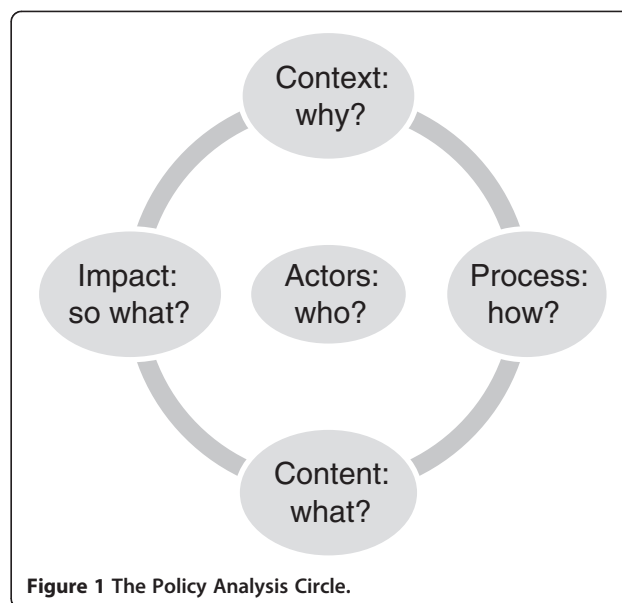 Context:
why?
Impact:
so what?
Actors:
who?
Process:
how?
Content:
what?
Figure 1 The Policy Analysis Circle.